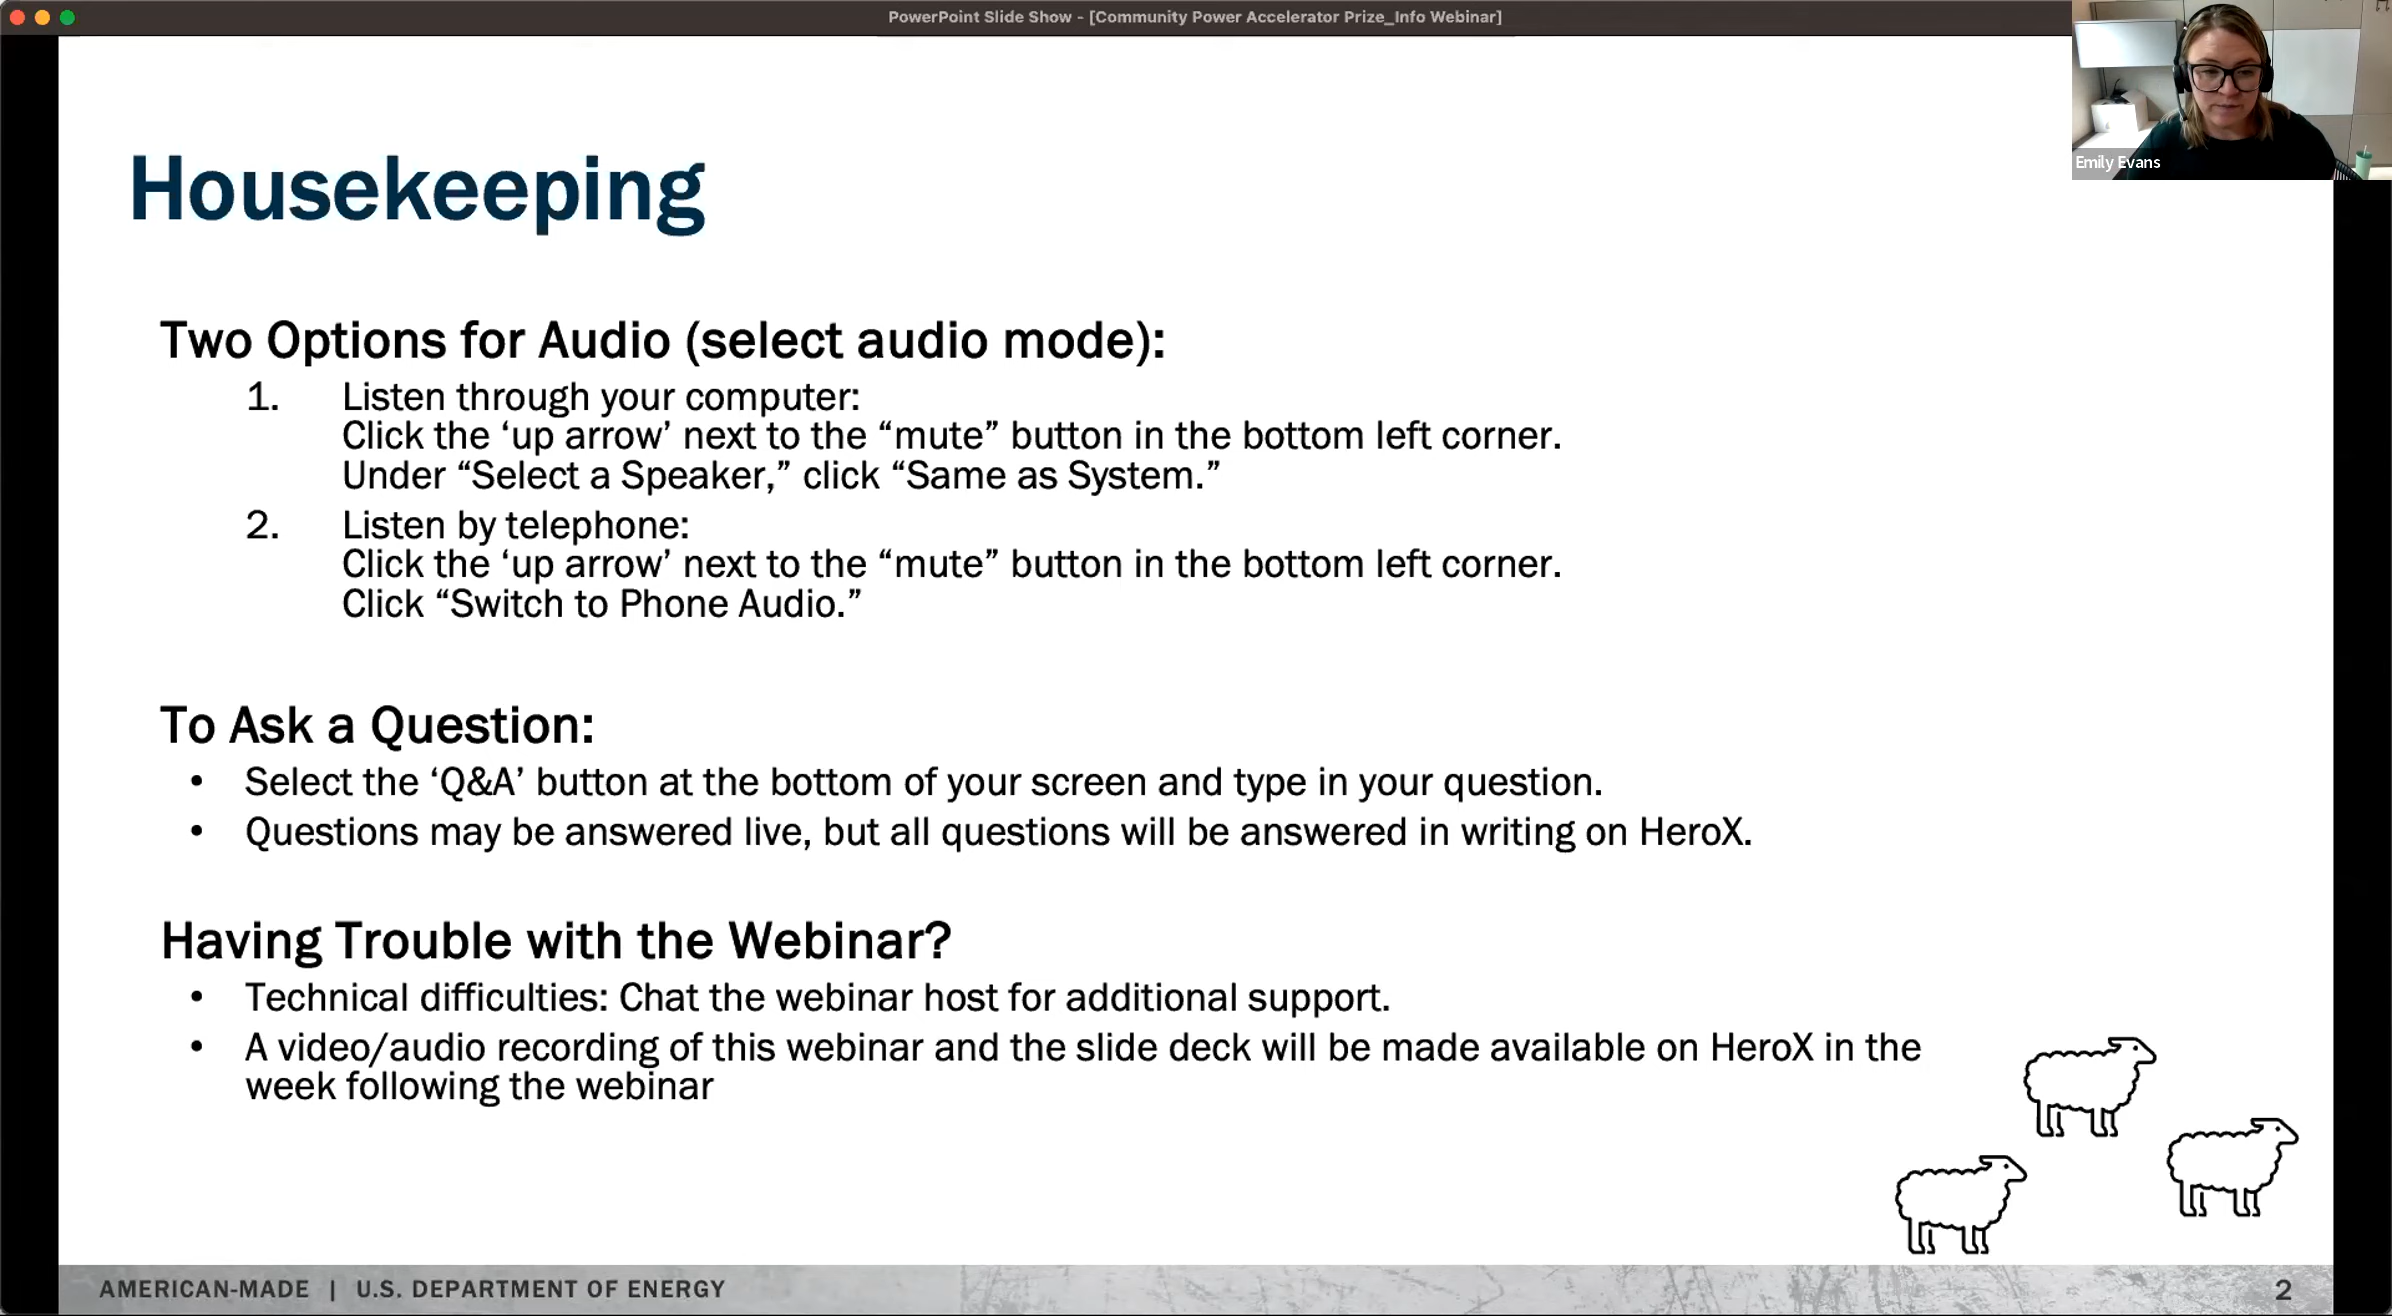 PowerPoint Slide Show - [Community Power Accelerator Prize_Info Webinar]
Emily Evans
Housekeeping
Two Options for Audio (select audio mode):
1. Listen through your computer:
Click the ‘up arrow’ next to the “mute” button in the bottom left corner.
Under “Select a Speaker,” click “Same as System.”
2. Listen by telephone:
Click the ‘up arrow’ next to the “mute” button in the bottom left corner.
Click “Switch to Phone Audio.”
To Ask a Question:
• Select the ‘Q&A’ button at the bottom of your screen and type in your question.
• Questions may be answered live, but all questions will be answered in writing on HeroX.
Having Trouble with the Webinar?
• Technical difficulties: Chat the webinar host for additional support.
• A video/audio recording of this webinar and the slide deck will be made available on HeroX in the
week following the webinar
AMERICAN-MADE | U.S. DEPARTMENT OF ENERGY
2